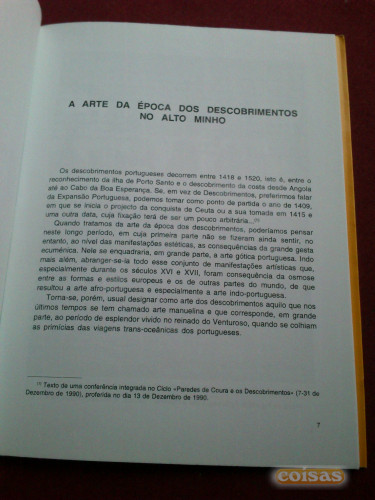 A ARTE DA ÉPOCA DOS DESCOBRIMENTOS
NO ALTO MINHO
Os descobrimentos portugueses decorrem entre 1418 e 1520, isto é, entre o
reconhecimento da ilha de Porto Santo e o descobrimento da costa desde Angola
até ao Cabo da Boa Esperança. Se, em vez de Descobrimentos, preferirmos falar
da Expansão Portuguesa, podemos tomar como ponto de partida o ano de 1409,
em que se inicia o projecto da conquista de Ceuta ou a sua tomada em 1415 e
uma outra data, cuja fixação terá de ser um pouco arbitrária...(1)
Quando tratamos da arte da época dos descobrimentos, poderíamos pensar
neste longo período, em cuja primeira parte não se fizeram ainda sentir, no
entanto, ao nível das manifestações estéticas, as consequências da grande gesta
ecuménica. Nele se enquadraria, em grande parte, a arte gótica portuguesa. Indo
mais além, abranger-se-ia todo esse conjunto de manifestações artísticas que,
especialmente durante os séculos XVI e XVII, foram consequência da osmose
entre as formas e estilos europeus e os de outras partes do mundo, de que
resultou a arte afro-portuguesa e especialmente a arte indo-portuguesa.
Torna-se, porém, usual designar como arte dos descobrimentos aquilo que nos
últimos tempos se tem chamado arte manuelina e que corresponde, em grande
parte, ao período de esplendor vivido no reinado do Venturoso, quando se colhiam
as primícias das viagens trans-oceânicas dos portugueses.
(1) Texto de uma conferência integrada no Ciclo «Paredes de Coura e os Descobrimentos» (7-31 de
Dezembro de 1990), proferida no dia 13 de Dezembro de 1990.
7
coisas